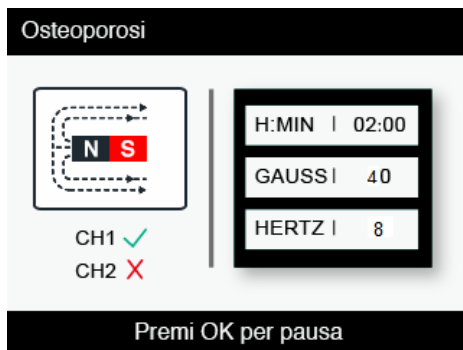 Osteoporosi
N S
CH1
CH2
H:MIN | 02:00
GAUSS | 40
HERTZ | 8
Premi OK per pausa